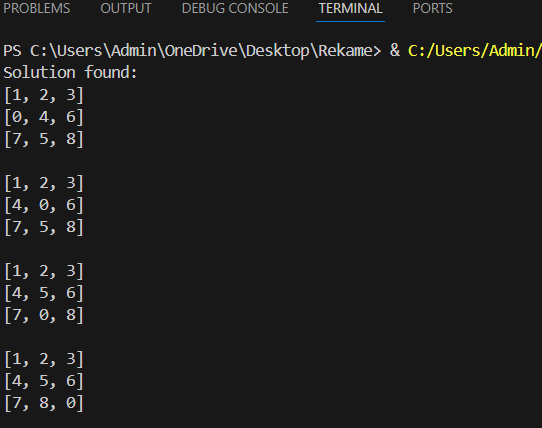 PROBLEMS OUTPUT DEBUG CONSOLE TERMINAL PORTS
PS C:\Users\Admin\OneDrive\Desktop\Rekame> & C:/Users/Admin/
Solution found:
[1, 2, 3]
[0, 4, 6]
[7, 5, 8]
[1, 2, 3]
[4, 0, 6]
[7, 5, 8]
[1, 2, 3]
[4, 5, 6]
[7, 0, 8]
[1, 2, 3]
[4, 5, 6]
[7, 8, 0]